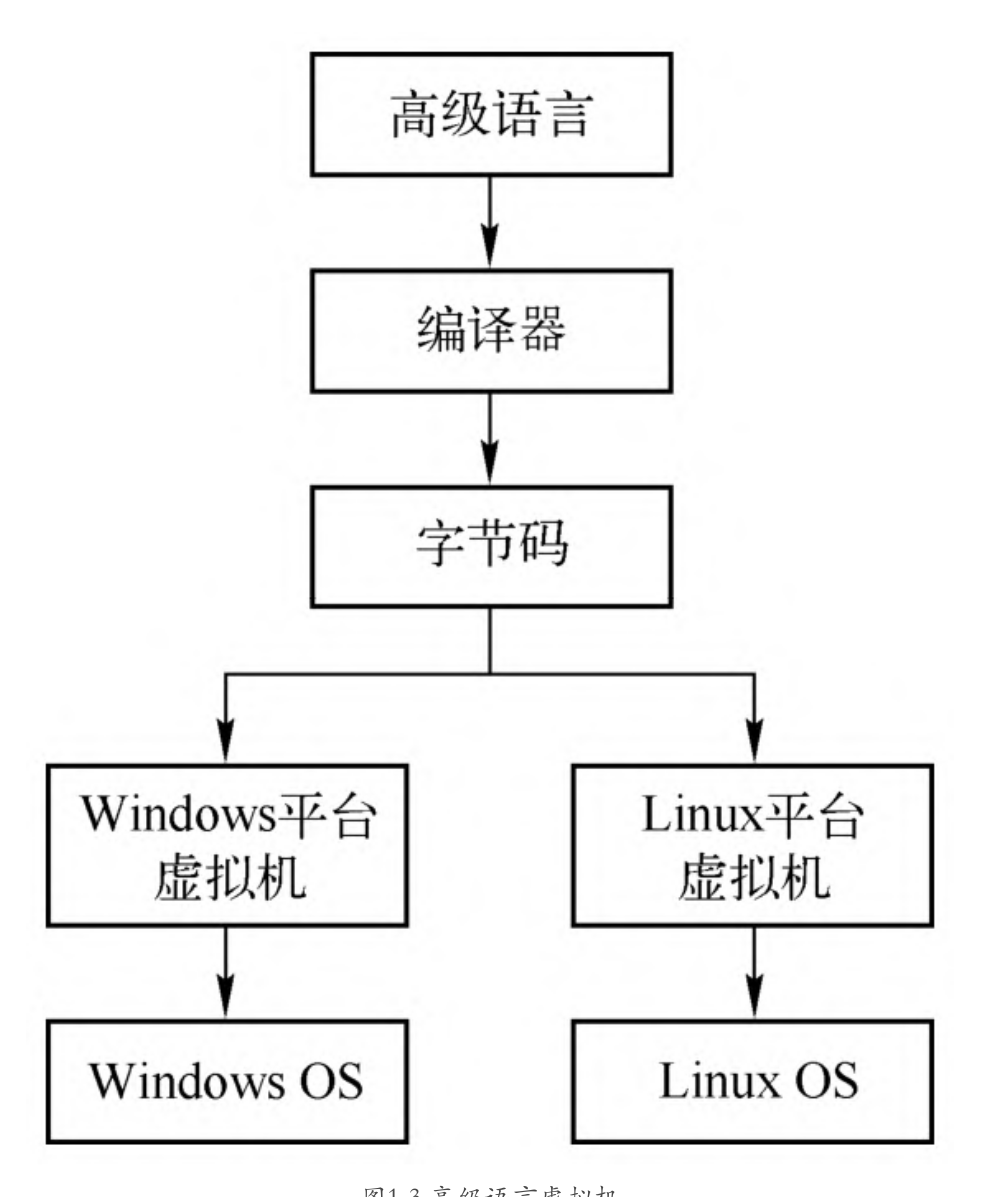 高级语言
编译器
字节码
Windows平台
虚拟机
Linux平台
虚拟机
Windows OS
Linux OS
图1.3 高级语言虚拟机